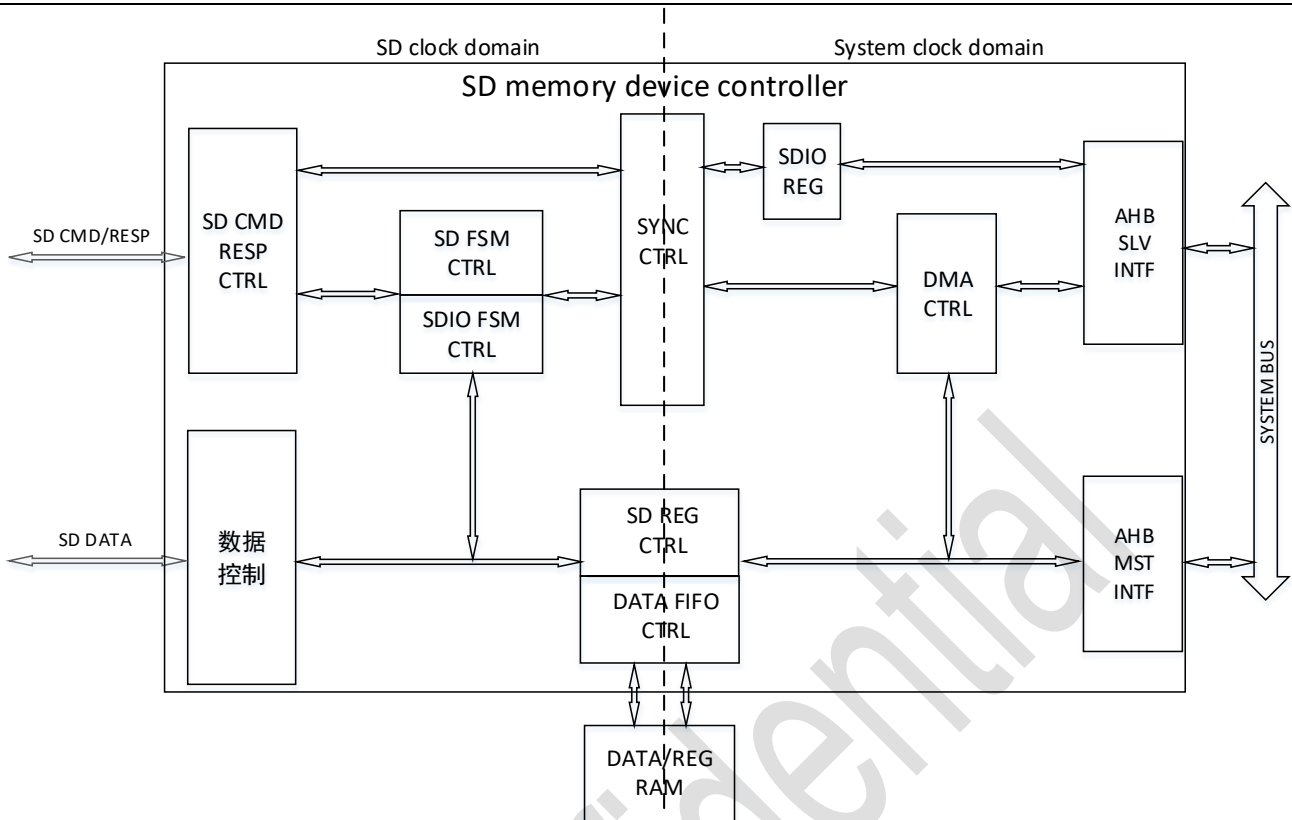 SD clock domain
System clock domain
SD memory device controller
SD CMD/RESP
SD CMD
RESP
CTRL
SD FSM
CTRL
SDIO FSM
CTRL
SYNC
CTRL
SDIO
REG
DMA
CTRL
AHB
SLV
INTF
SYSTEM BUS
SD DATA
数据
控制
SD REG
CTRL
DATA FIFO
CTRL
AHB
MST
INTF
DATA/REG
RAM